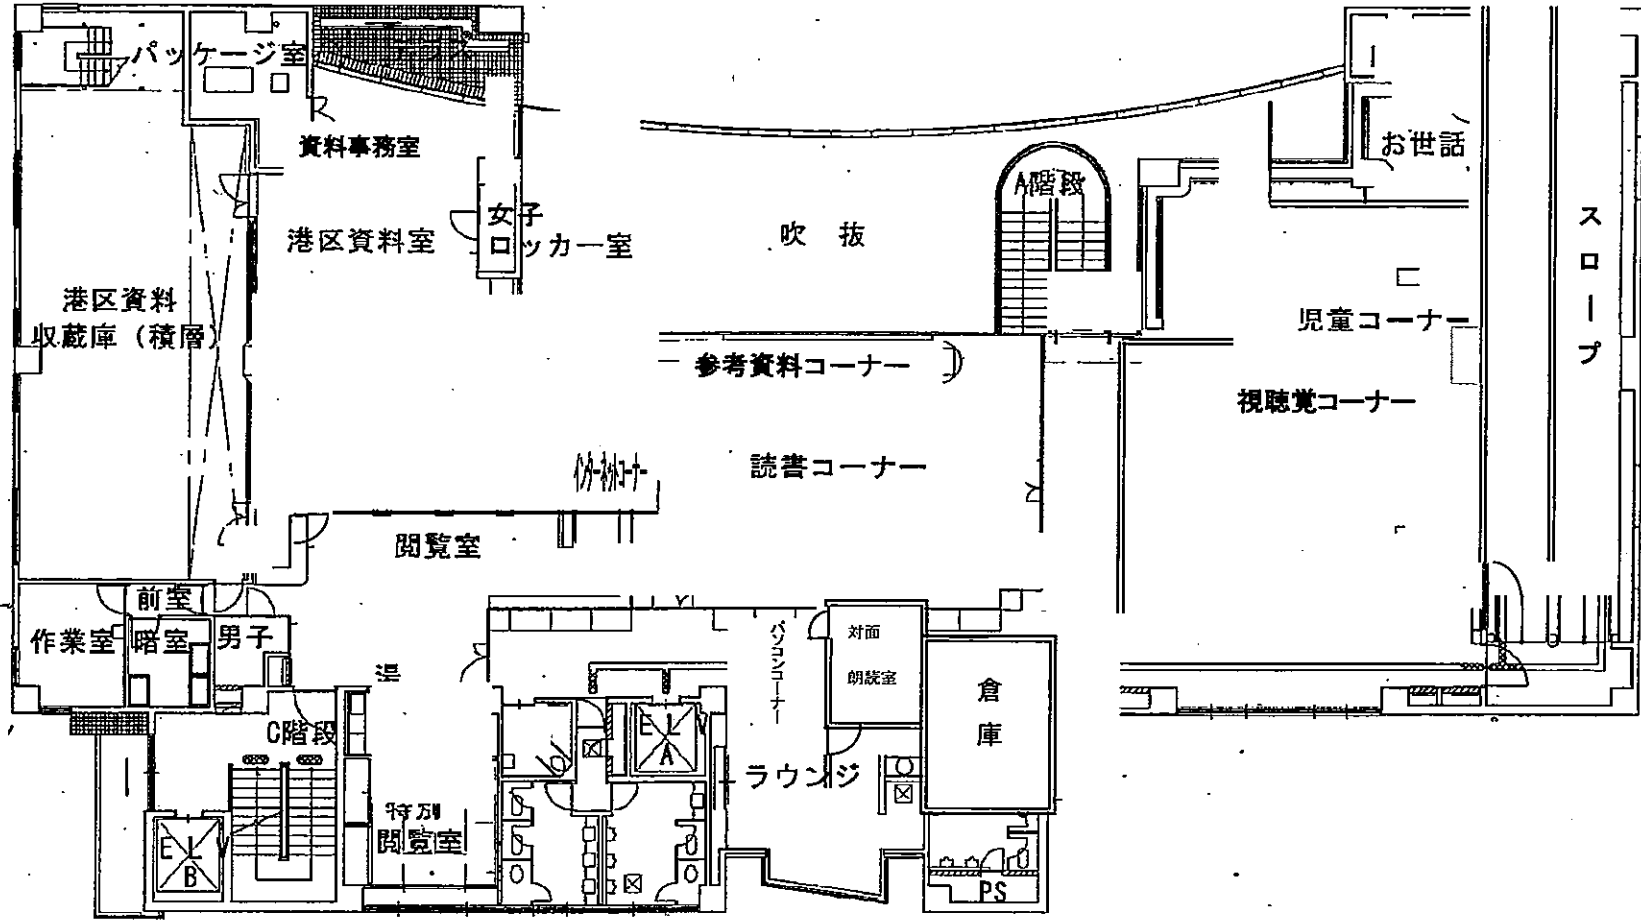 パッケージ室
資料事務室
お世話
A階段
女子
ロッカー室
港区資料室
吹 抜
スロープ
港区資料
収蔵庫(積層)
児童コーナー
参考資料コーナー
視聴覚コーナー
読書コーナー
インターネットコーナー
閲覧室
前室
作業室
暗室
男子
湯
パソコンコーナー
対面
朗読室
倉庫
C階段
ELV
A
ラウンジ
特別
閲覧室
ELV
B
PS